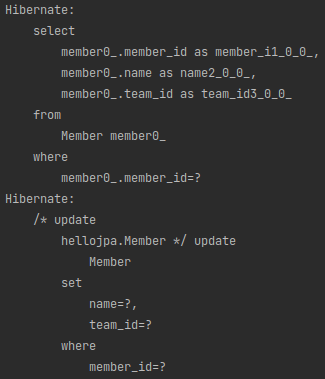 Hibernate:
    select
        member0_.member_id as member_i1_0_0_,
        member0_.name as name2_0_0_,
        member0_.team_id as team_id3_0_0_
    from
        Member member0_
    where
        member0_.member_id=?
Hibernate:
    /* update
        hellojpa.Member */ update
            Member
        set
            name=?,
            team_id=?
        where
            member_id=?